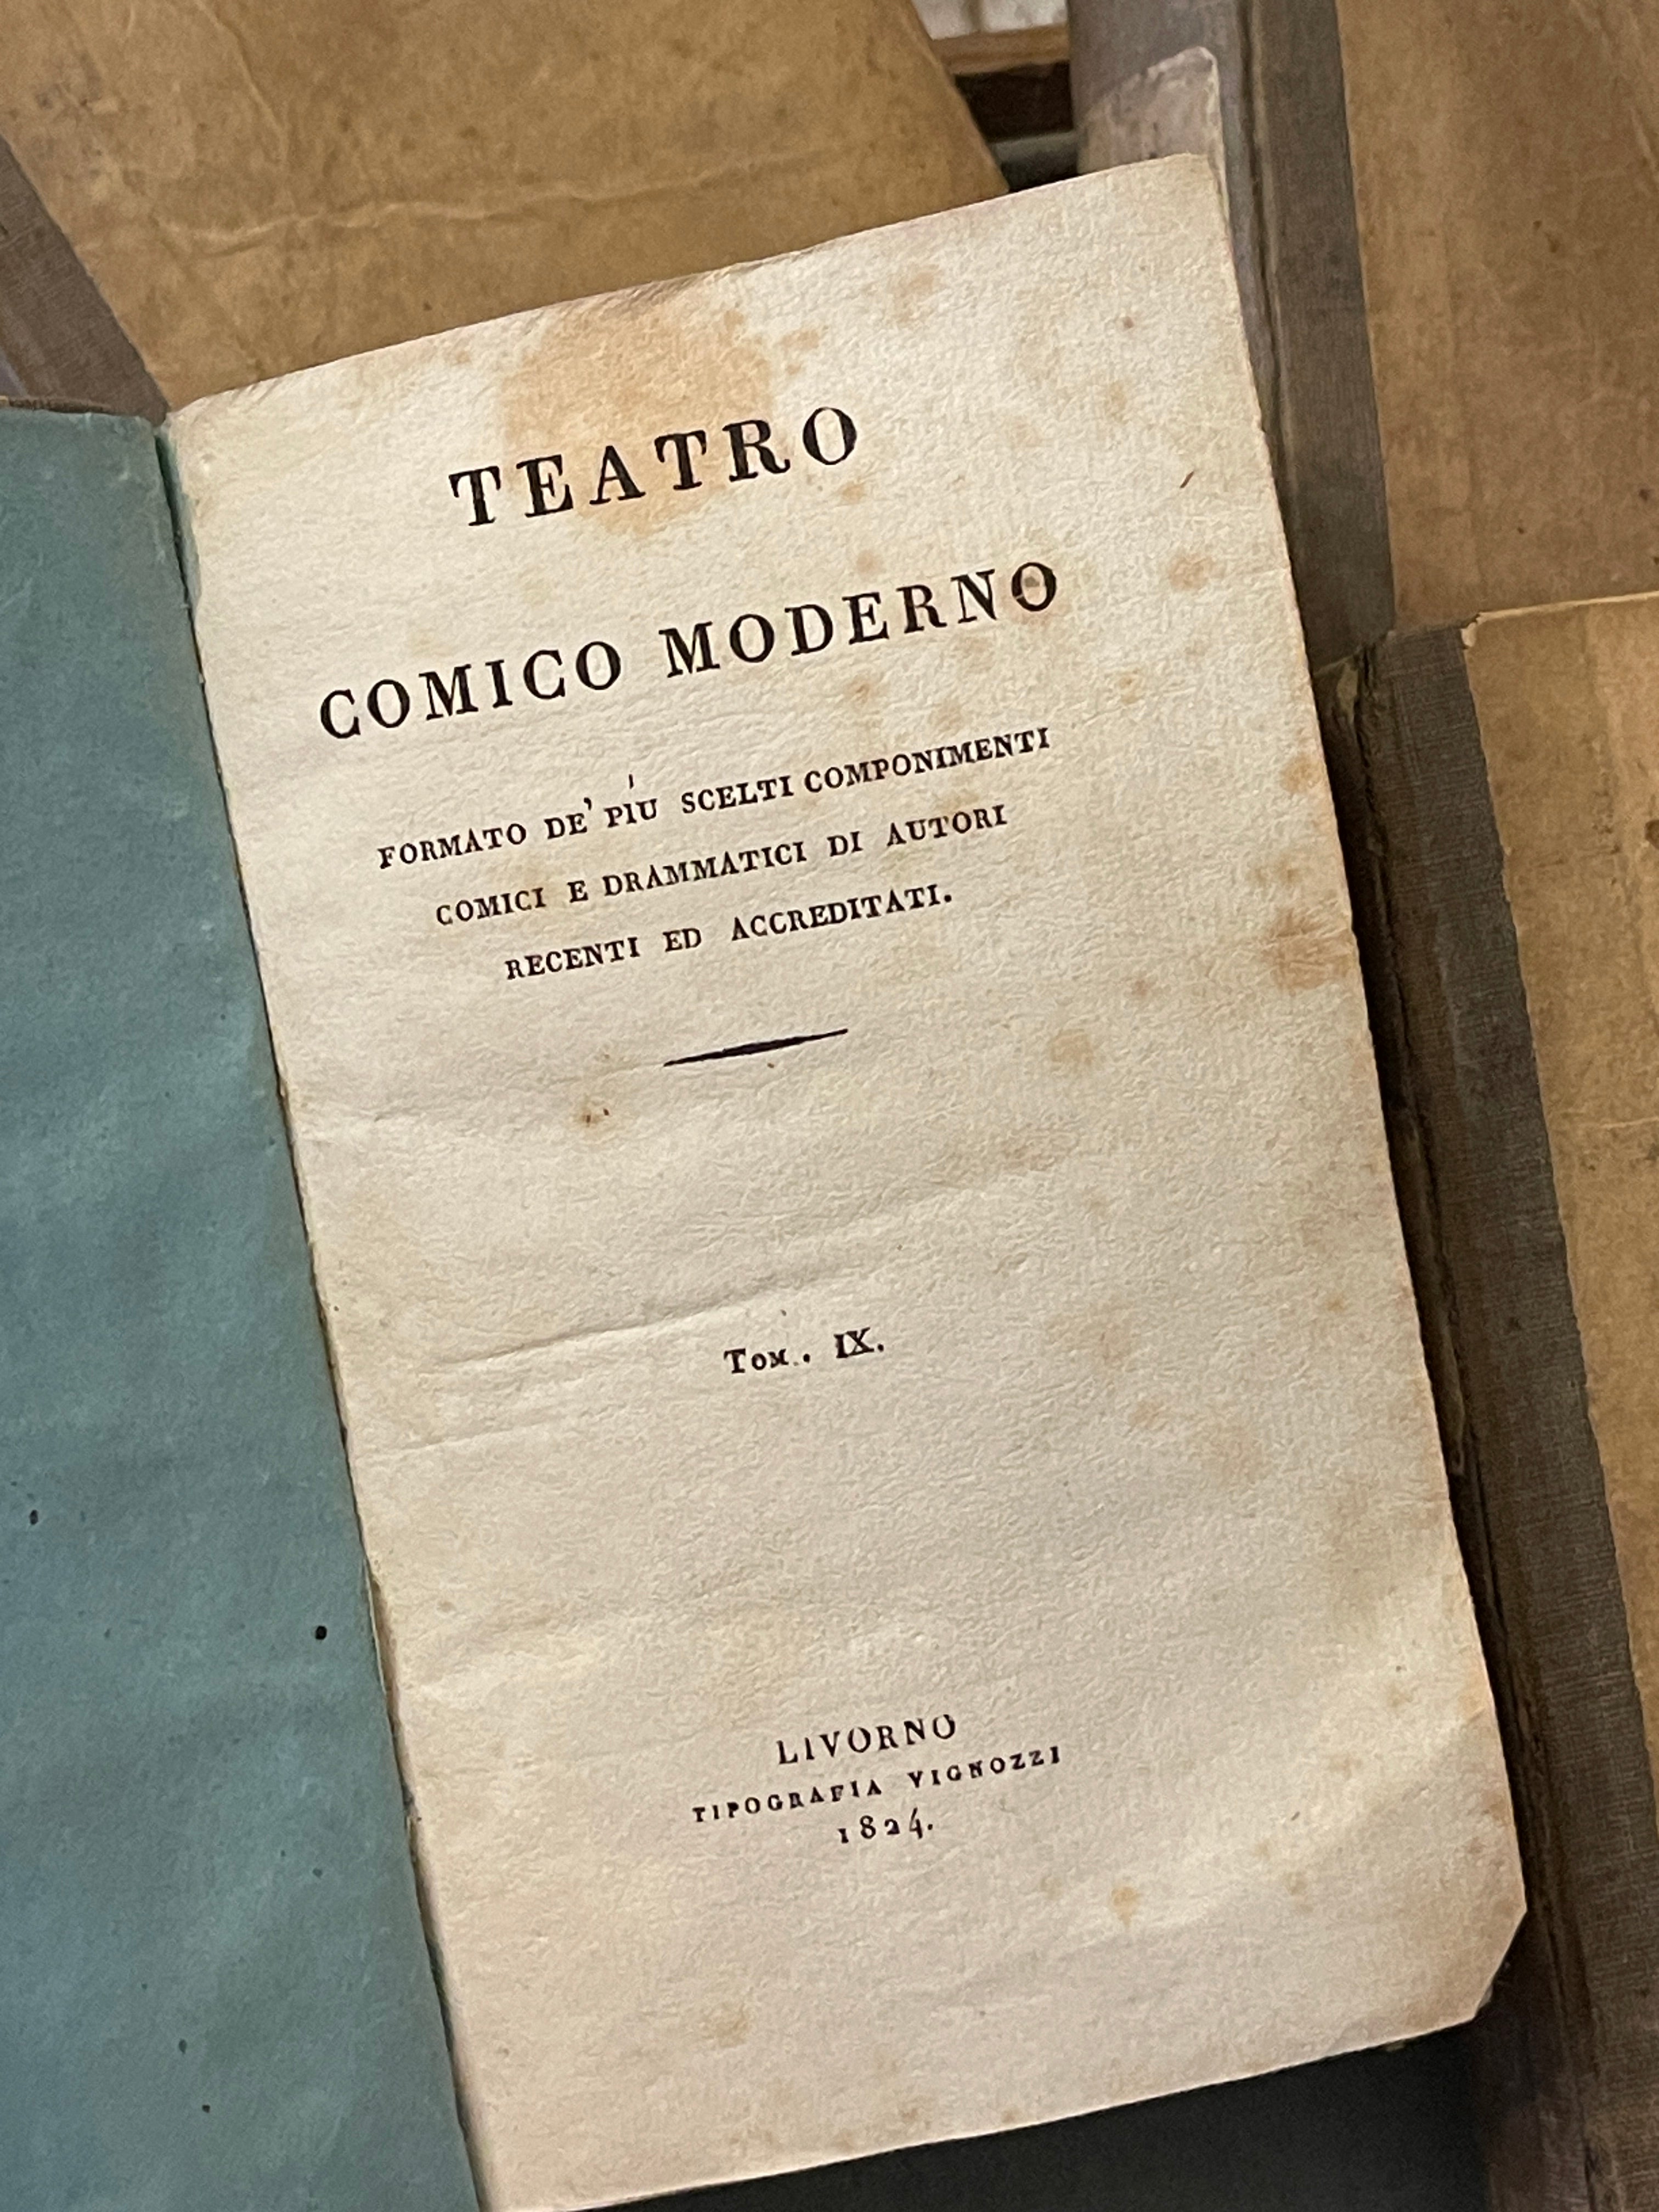 TEATRO
COMICO MODERNO
FORMATO DE' PIÙ SCELTI COMPONIMENTI
COMICI E DRAMMATICI DI AUTORI
RECENTI ED ACCREDITATI.
Tom. IX.
LIVORNO
TIPOGRAFIA VIGNOZZI
1824.